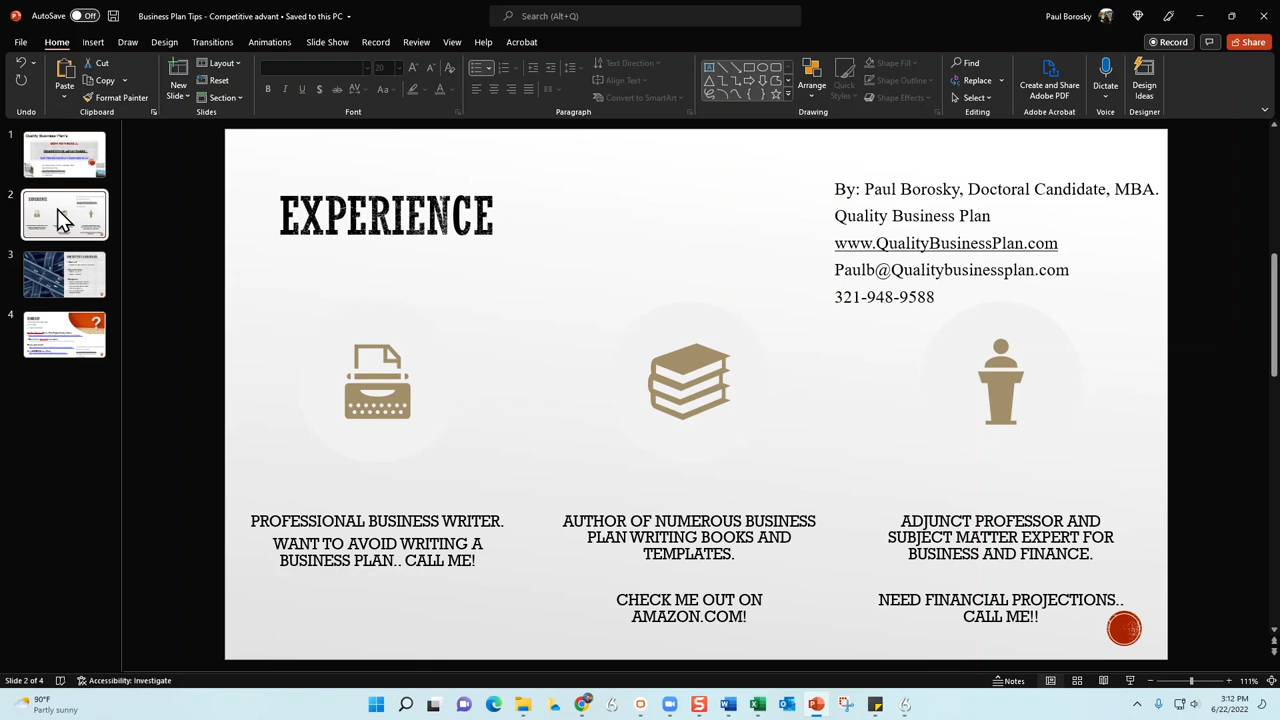 AutoSave
Off
Business Plan Tips - Competitive advant • Saved to this PC
Search (Alt+Q)
Paul Borosky
File
Home
Insert
Draw
Design
Transitions
Animations
Slide Show
Record
Review
View
Help
Acrobat
Record
Share
Paste
Cut
Copy
Format Painter
New
Slide
Layout
Reset
Section
20
Text Direction
Align Text
Convert to SmartArt
Arrange
Quick
Styles
Shape Fill
Shape Outline
Shape Effects
Find
Replace
Select
Create and Share
Adobe PDF
Dictate
Design
Ideas
Undo
Clipboard
Slides
Font
Paragraph
Drawing
Editing
Adobe Acrobat
Voice
Designer
1
2
3
4
EXPERIENCE
By: Paul Borosky, Doctoral Candidate, MBA.
Quality Business Plan
www.QualityBusinessPlan.com
Paulb@Qualitybusinessplan.com
321-948-9588
PROFESSIONAL BUSINESS WRITER.
WANT TO AVOID WRITING A
BUSINESS PLAN.. CALL ME!
AUTHOR OF NUMEROUS BUSINESS
PLAN WRITING BOOKS AND
TEMPLATES.
CHECK ME OUT ON
AMAZON.COM!
ADJUNCT PROFESSOR AND
SUBJECT MATTER EXPERT FOR
BUSINESS AND FINANCE.
NEED FINANCIAL PROJECTIONS..
CALL ME!!
Slide 2 of 4
Accessibility: Investigate
Notes
111%
90°F
Partly sunny
3:12 PM
6/22/2022